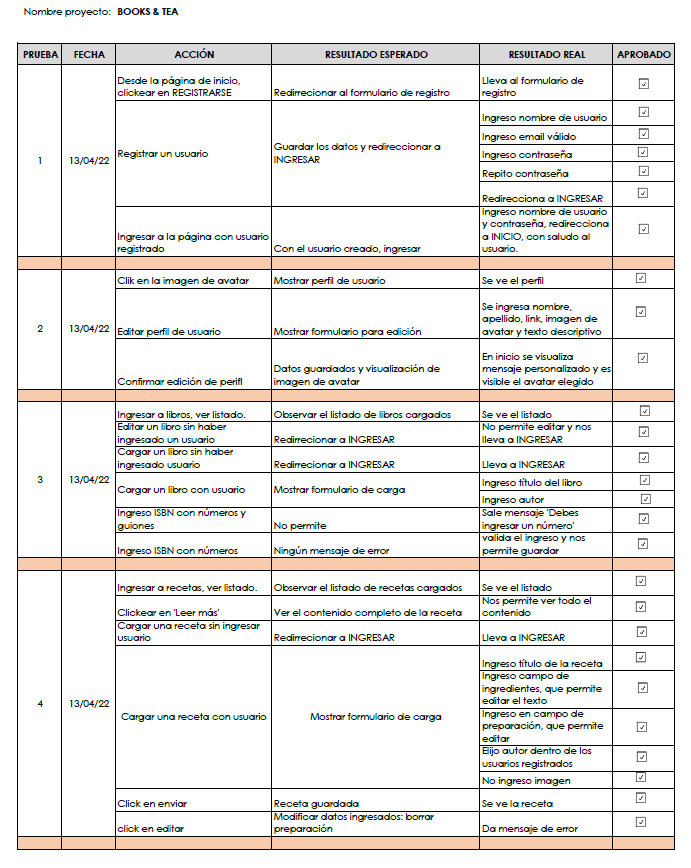 Nombre proyecto: BOOKS & TEA
PRUEBA FECHA ACCIÓN RESULTADO ESPERADO RESULTADO REAL APROBADO
1 13/04/22
Desde la página de inicio,
clickear en REGISTRARSE
Redirrecionar al formulario de registro
Lleva al formulario de
registro
Registrar un usuario
Guardar los datos y redireccionar a
INGRESAR
Ingreso nombre de usuario
Ingreso email válido
Ingreso contraseña
Repito contraseña
Redirecciona a INGRESAR
Ingresar a la página con usuario
registrado
Con el usuario creado, ingresar
Ingreso nombre de usuario
y contraseña, redirecciona
a INICIO, con saludo al
usuario.
2 13/04/22
Clik en la imagen de avatar
Mostrar perfil de usuario
Se ve el perfil
Editar perfil de usuario
Mostrar formulario para edición
Se ingresa nombre,
apellido, link, imagen de
avatar y texto descriptivo
Confirmar edición de perifl
Datos guardados y visualización de
imagen de avatar
En inicio se visualiza
mensaje personalizado y es
visible el avatar elegido
3 13/04/22
Ingresar a libros, ver listado.
Observar el listado de libros cargados
Se ve el listado
Editar un libro sin haber
ingresado un usuario
Redirrecionar a INGRESAR
No permite editar y nos
lleva a INGRESAR
Cargar un libro sin haber
ingresado usuario
Redirrecionar a INGRESAR
Lleva a INGRESAR
Cargar un libro con usuario
Mostrar formulario de carga
Ingreso título del libro
Ingreso autor
Ingreso ISBN con números y
guiones
No permite
Sale mensaje 'Debes
ingresar un número'
Ingreso ISBN con números
Ningún mensaje de error
valida el ingreso y nos
permite guardar
4 13/04/22
Ingresar a recetas, ver listado.
Observar el listado de recetas cargados
Se ve el listado
Clickear en 'Leer más'
Ver el contenido completo de la receta
Nos permite ver todo el
contenido
Cargar una receta sin ingresar
usuario
Redirrecionar a INGRESAR
Lleva a INGRESAR
Cargar una receta con usuario
Mostrar formulario de carga
Ingreso título de la receta
Ingreso campo de
ingredientes, que permite
editar el texto
Ingreso en campo de
preparación, que permite
editar
Elijo autor dentro de los
usuarios registrados
No ingreso imagen
Click en enviar
Receta guardada
Se ve la receta
click en editar
Modificar datos ingresados: borrar
preparación
Da mensaje de error